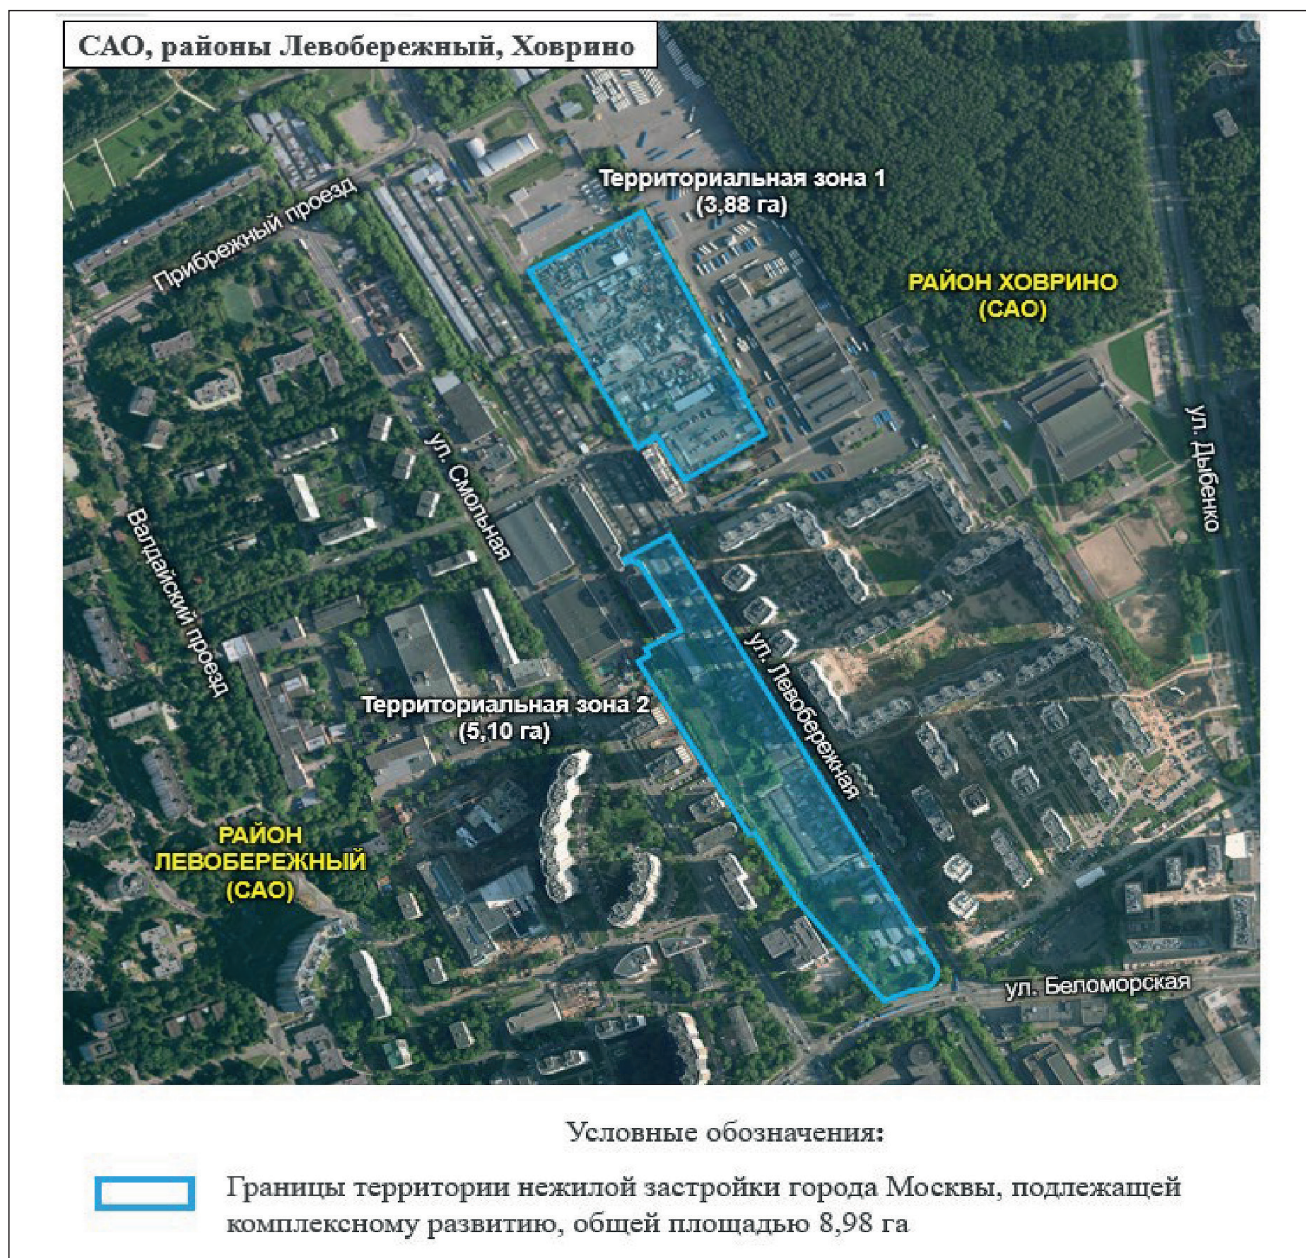 САО, районы Левобережный, Ховрино
Территориальная зона 1
(3,88 га)
Прибрежный проезд
РАЙОН ХОВРИНО
(САО)
ул. Дыбенко
ул. Смольная
Валдайский проезд
ул. Левобережная
Территориальная зона 2
(5,10 га)
РАЙОН
ЛЕВОБЕРЕЖНЫЙ
(САО)
ул. Беломорская
Условные обозначения:
Границы территории нежилой застройки города Москвы, подлежащей
комплексному развитию, общей площадью 8,98 га